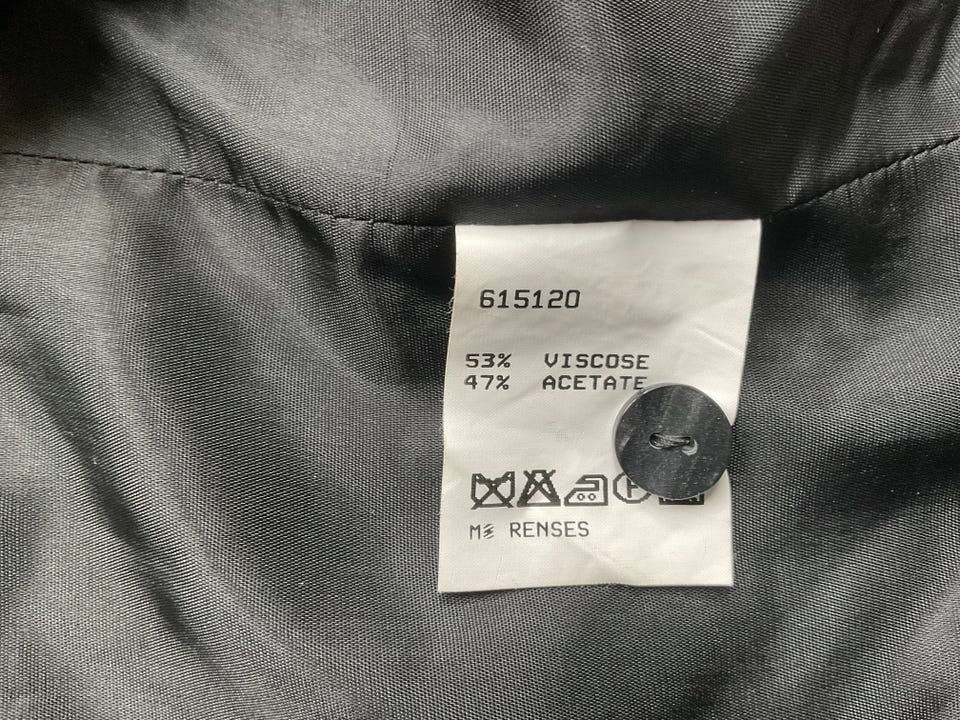 615120
53% VISCOSE
47% ACETATE
RENSES